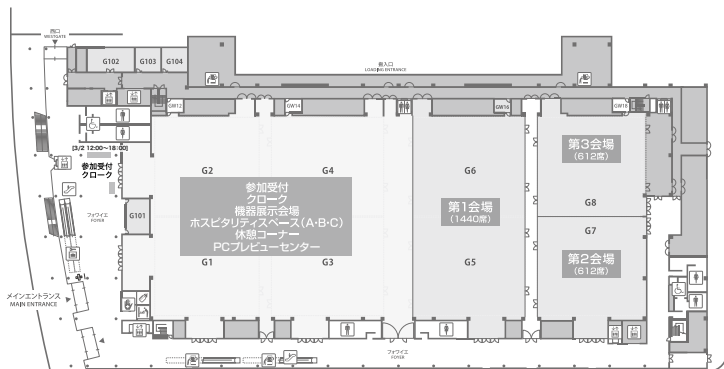 西口
WESTGATE
G102
G103
G104
搬入口
LOADING ENTRANCE
GW12
GW14
GW16
GW18
[3/2 12:00~18:00]
参加受付
クローク
フォワイエ
FOYER
G101
G2
G4
G6
第3会場
(612席)
G8
参加受付
クローク
機器展示会場
ホスピタリティスペース(A・B・C)
休憩コーナー
PCプレビューセンター
第1会場
(1440席)
G7
第2会場
(612席)
G1
G3
G5
メインエントランス
MAIN ENTRANCE
フォワイエ
FOYER